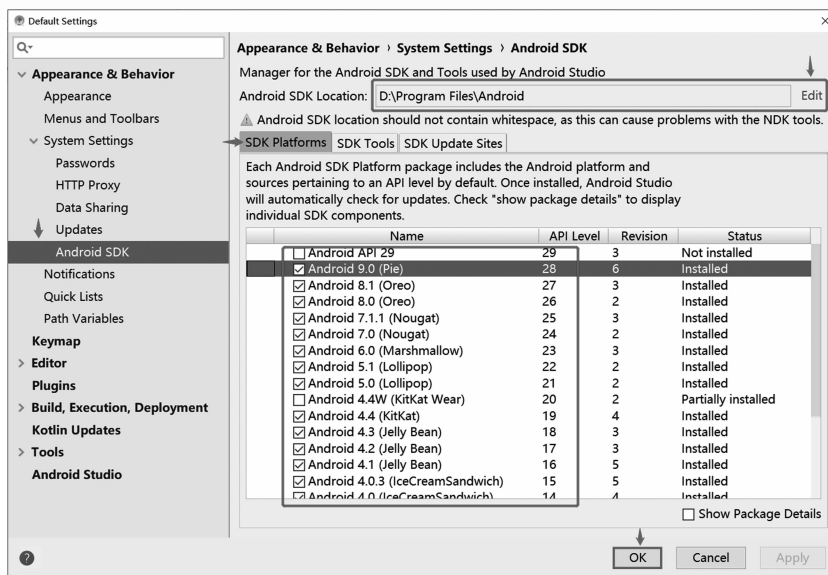 Default Settings
Appearance & Behavior
Appearance
Menus and Toolbars
System Settings
Passwords
HTTP Proxy
Data Sharing
Updates
Android SDK
Notifications
Quick Lists
Path Variables
Keymap
Editor
Plugins
Build, Execution, Deployment
Kotlin Updates
Tools
Android Studio
Appearance & Behavior › System Settings › Android SDK
Manager for the Android SDK and Tools used by Android Studio
Android SDK Location: D:\Program Files\Android Edit
Android SDK location should not contain whitespace, as this can cause problems with the NDK tools.
SDK Platforms SDK Tools SDK Update Sites
Each Android SDK Platform package includes the Android platform and
sources pertaining to an API level by default. Once installed, Android Studio
will automatically check for updates. Check "show package details" to display
individual SDK components.
Name API Level Revision Status
Android API 29 29 3 Not installed
Android 9.0 (Pie) 28 6 Installed
Android 8.1 (Oreo) 27 3 Installed
Android 8.0 (Oreo) 26 2 Installed
Android 7.1.1 (Nougat) 25 3 Installed
Android 7.0 (Nougat) 24 2 Installed
Android 6.0 (Marshmallow) 23 3 Installed
Android 5.1 (Lollipop) 22 2 Installed
Android 5.0 (Lollipop) 21 2 Installed
Android 4.4W (KitKat Wear) 20 2 Partially installed
Android 4.4 (KitKat) 19 4 Installed
Android 4.3 (Jelly Bean) 18 3 Installed
Android 4.2 (Jelly Bean) 17 3 Installed
Android 4.1 (Jelly Bean) 16 5 Installed
Android 4.0.3 (IceCreamSandwich) 15 5 Installed
Android 4.0 (IceCreamSandwich) 14 4 Installed
Show Package Details
? OK Cancel Apply